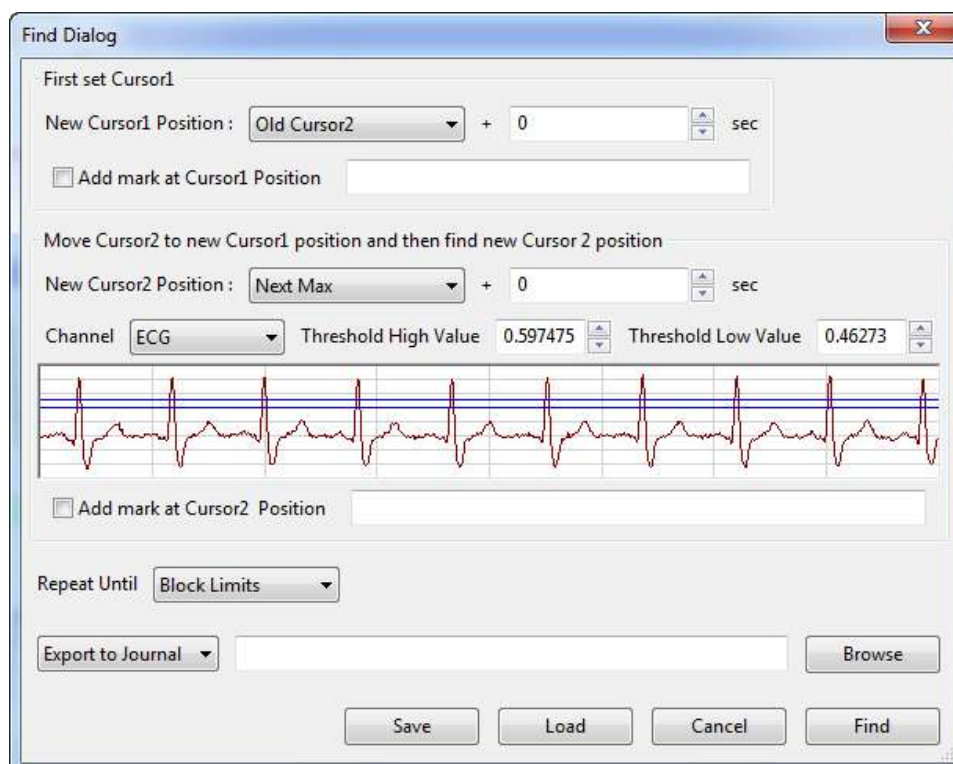 Find Dialog
First set Cursor1
New Cursor1 Position : Old Cursor2 + 0 sec
Add mark at Cursor1 Position
Move Cursor2 to new Cursor1 position and then find new Cursor 2 position
New Cursor2 Position : Next Max + 0 sec
Channel ECG Threshold High Value 0.597475 Threshold Low Value 0.46273
Add mark at Cursor2 Position
Repeat Until Block Limits
Export to Journal Browse
Save Load Cancel Find